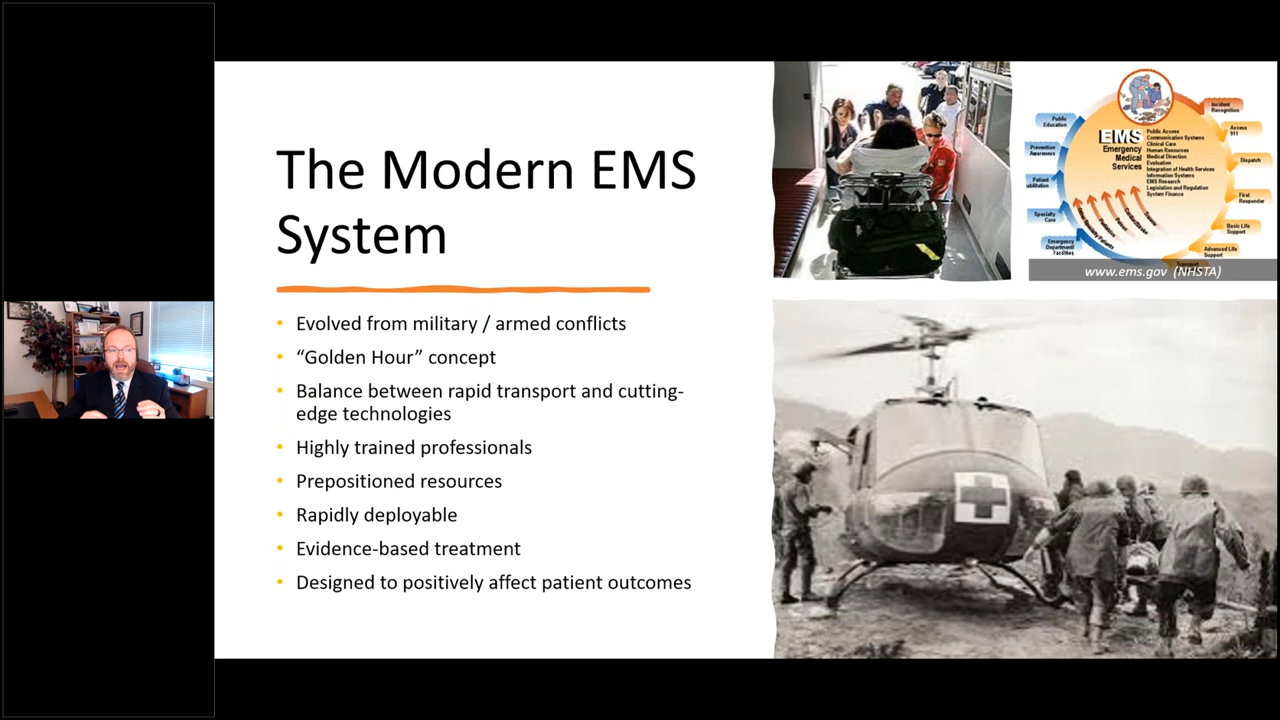 The Modern EMS
System
• Evolved from military / armed conflicts
• “Golden Hour” concept
• Balance between rapid transport and cutting-
edge technologies
• Highly trained professionals
• Prepositioned resources
• Rapidly deployable
• Evidence-based treatment
• Designed to positively affect patient outcomes
EMS
Emergency
Medical
Services
Public Access
Communication Systems
Clinical Care
Human Resources
Medical Direction
Evaluation
Integration of Health Services
Information Systems
EMS Research
Legislation and Regulation
System Finance
Incident
Recognition
Access
911
Dispatch
First
Responder
Basic Life
Support
Advanced Life
Support
Transport
Public
Education
Prevention
Awareness
Patient
Specialty
Care
Emergency
Department
Facilities
www.ems.gov (NHSTA)